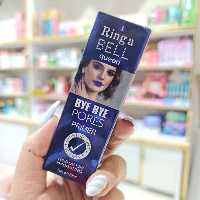 Ring a
BELL
queen
BYE BYE
PORES
PRIMER